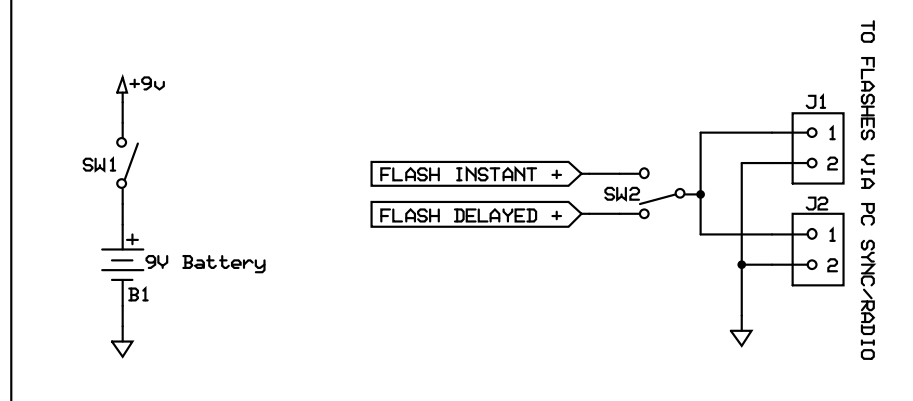 +9v
SW1
+
9V Battery
B1
FLASH INSTANT +
FLASH DELAYED +
SW2
J1
1
2
J2
1
2
TO FLASHES VIA PC SYNC/RADIO